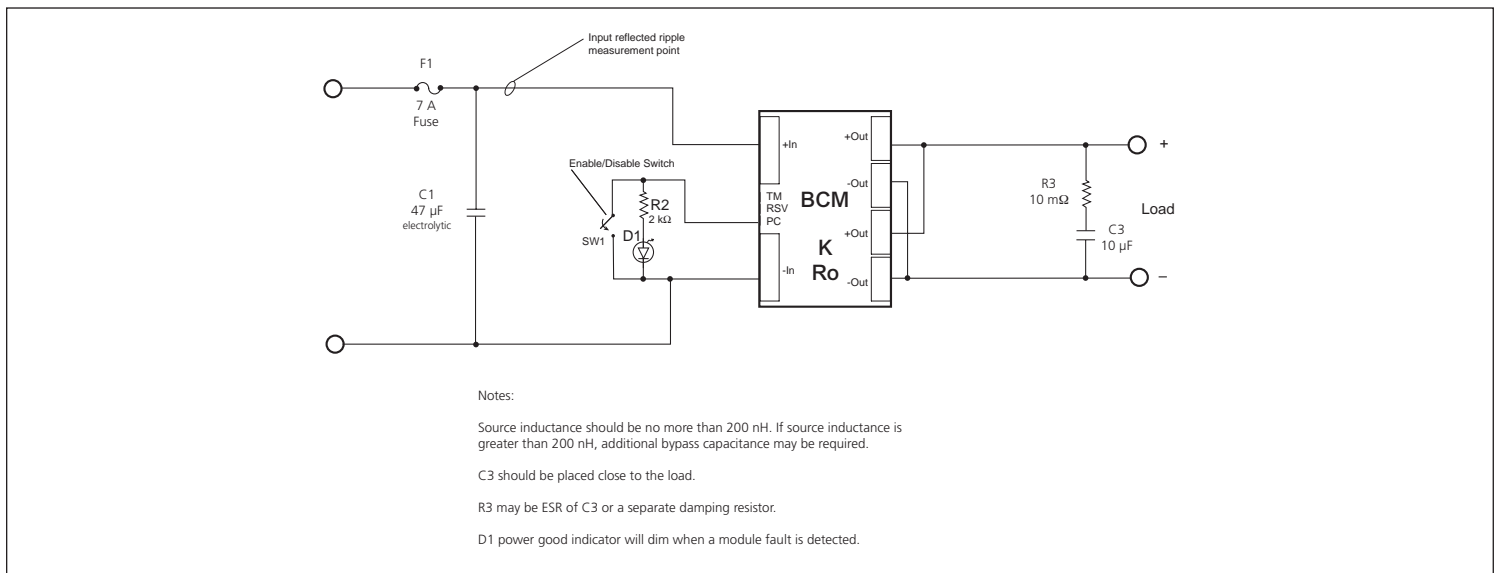 Input reflected ripple
measurement point
F1
7 A
Fuse
C1
47 µF
electrolytic
Enable/Disable Switch
R2
2 kΩ
SW1
D1
+In
TM
RSV
PC
-In
BCM
K
Ro
+Out
-Out
+Out
-Out
+
R3
10 mΩ
Load
C3
10 µF
–
Notes:
Source inductance should be no more than 200 nH. If source inductance is
greater than 200 nH, additional bypass capacitance may be required.
C3 should be placed close to the load.
R3 may be ESR of C3 or a separate damping resistor.
D1 power good indicator will dim when a module fault is detected.